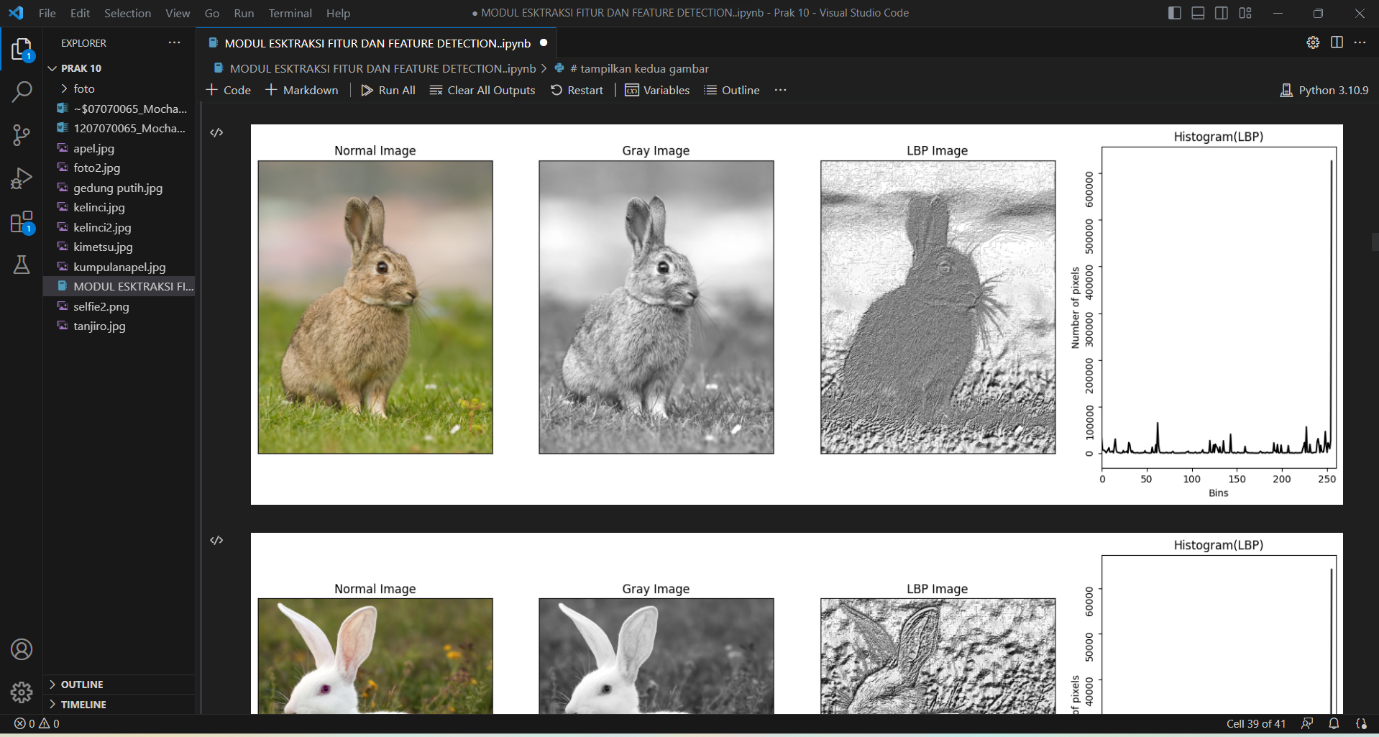 File Edit Selection View Go Run Terminal Help
● MODUL ESKTRAKSI FITUR DAN FEATURE DETECTION..ipynb - Prak 10 - Visual Studio Code
EXPLORER
PRAK 10
foto
~$07070065_Mocha...
1207070065_Mocha...
apel.jpg
foto2.jpg
gedung putih.jpg
kelinci.jpg
kelinci2.jpg
kimetsu.jpg
kumpulanapel.jpg
MODUL ESKTRAKSI FI...
selfie2.png
tanjiro.jpg
OUTLINE
TIMELINE
1
1
MODUL ESKTRAKSI FITUR DAN FEATURE DETECTION..ipynb ●
MODUL ESKTRAKSI FITUR DAN FEATURE DETECTION..ipynb > # tampilkan kedua gambar
+ Code + Markdown Run All Clear All Outputs Restart Variables Outline ...
Python 3.10.9
Normal Image
Gray Image
LBP Image
Histogram(LBP)
Number of pixels
600000
500000
400000
300000
200000
100000
0
0 50 100 150 200 250
Bins
Normal Image
Gray Image
LBP Image
Histogram(LBP)
60000
50000
40000
of pixels
0 0
Cell 39 of 41